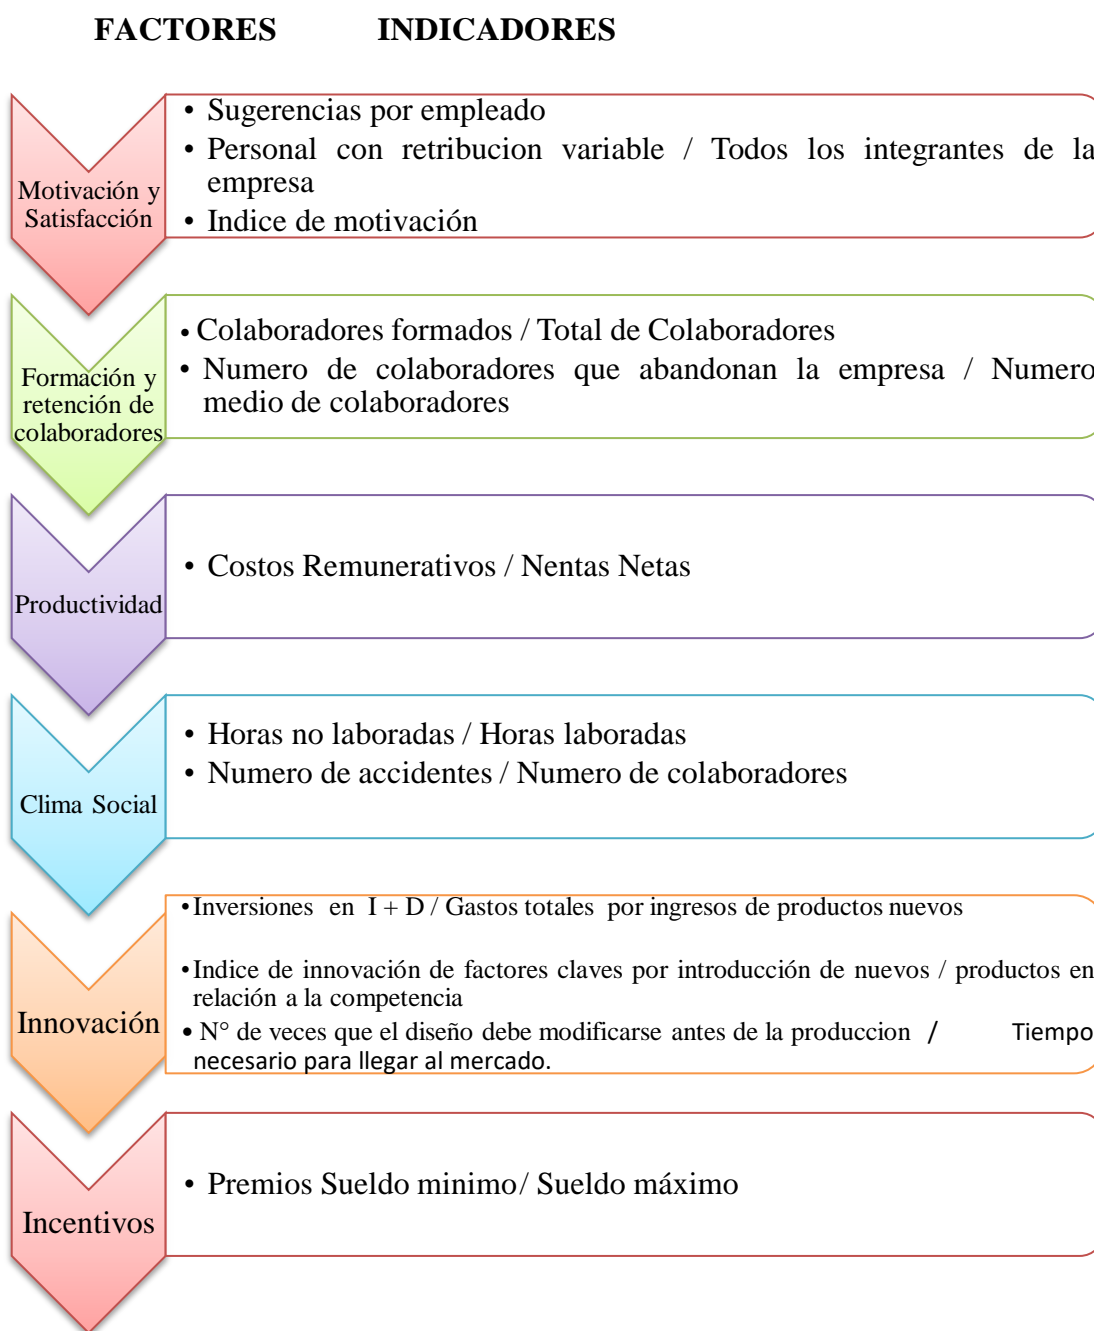 FACTORES INDICADORES
Motivación y
Satisfacción
• Sugerencias por empleado
• Personal con retribucion variable / Todos los integrantes de la
empresa
• Indice de motivación
Formación y
retención de
colaboradores
• Colaboradores formados / Total de Colaboradores
• Numero de colaboradores que abandonan la empresa / Numero
medio de colaboradores
Productividad
• Costos Remunerativos / Nentas Netas
Clima Social
• Horas no laboradas / Horas laboradas
• Numero de accidentes / Numero de colaboradores
Innovación
• Inversiones en I + D / Gastos totales por ingresos de productos nuevos
• Indice de innovación de factores claves por introducción de nuevos / productos en
relación a la competencia
• N° de veces que el diseño debe modificarse antes de la produccion / Tiempo
necesario para llegar al mercado.
Incentivos
• Premios Sueldo minimo/ Sueldo máximo